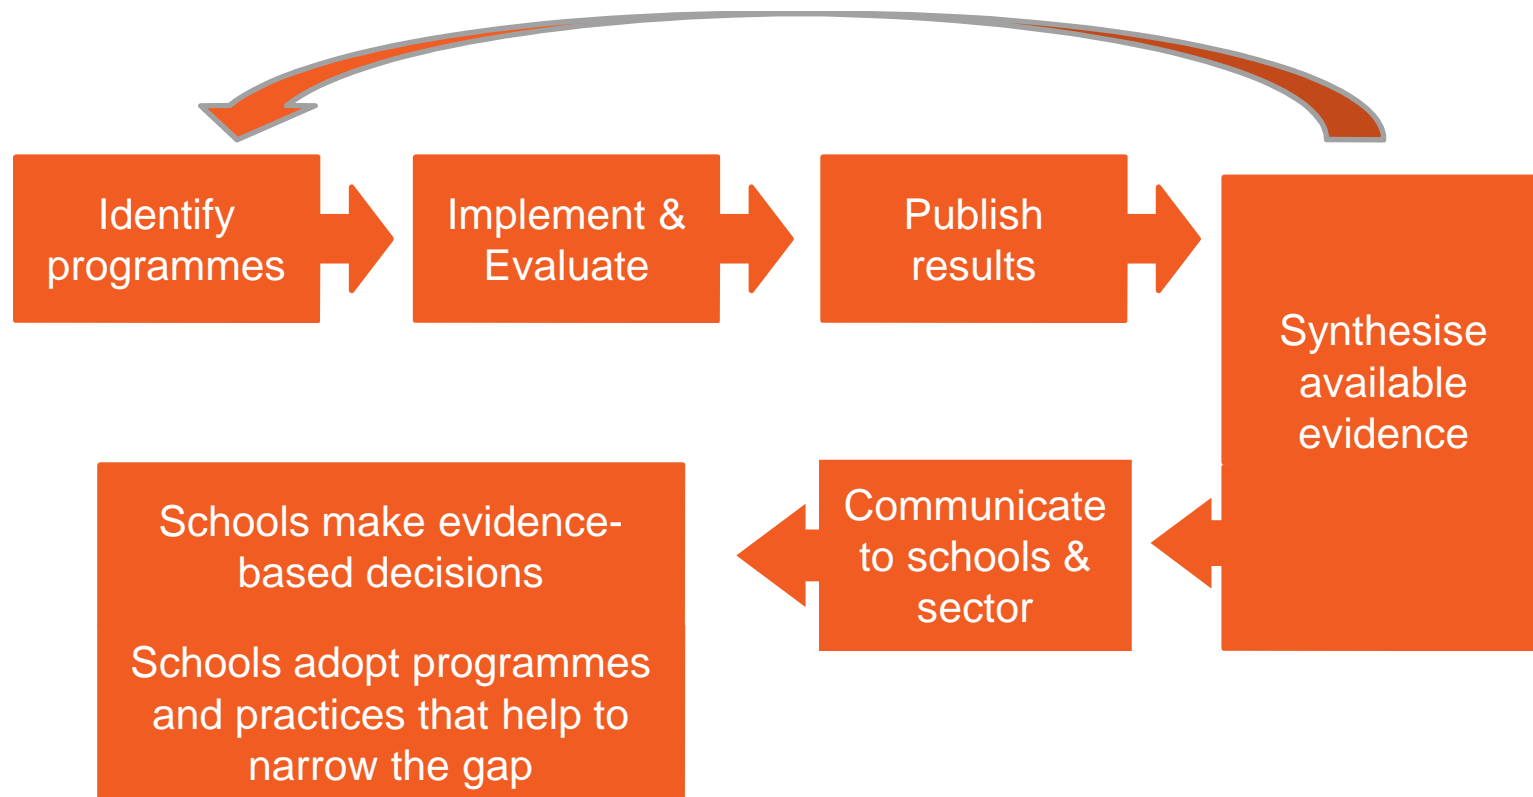 Identify
programmes
Implement &
Evaluate
Publish
results
Synthesise
available
evidence
Communicate
to schools &
sector
Schools make evidence-
based decisions
Schools adopt programmes
and practices that help to
narrow the gap